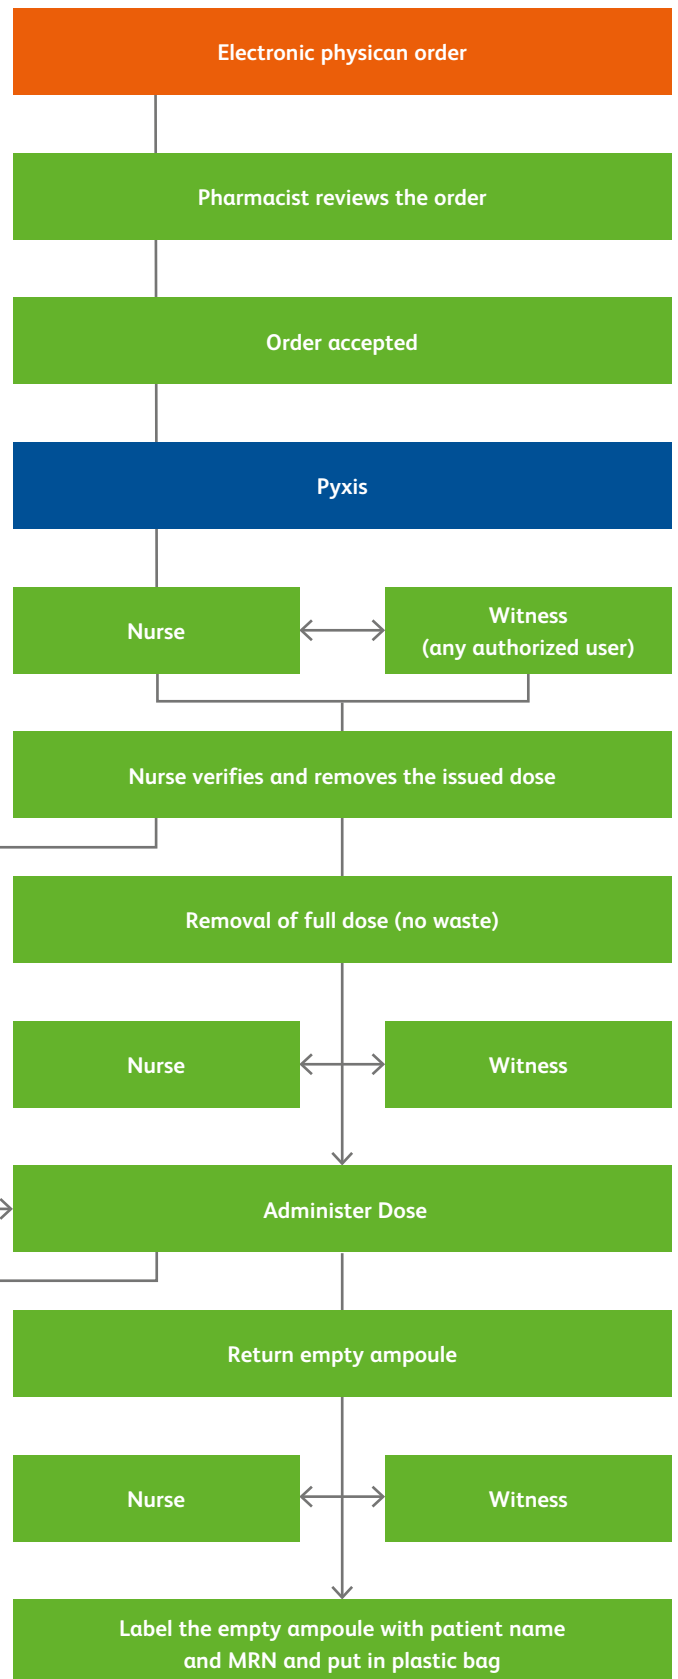 Electronic physican order
Pharmacist reviews the order
Order accepted
Pyxis
Nurse
Witness
(any authorized user)
Nurse verifies and removes the issued dose
Removal of full dose (no waste)
Nurse
Witness
Administer Dose
Return empty ampoule
Nurse
Witness
Label the empty ampoule with patient name
and MRN and put in plastic bag